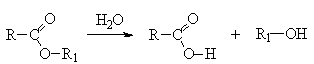 R—C(=O)—O—R₁ →(H₂O) R—C(=O)—O—H + R₁—OH